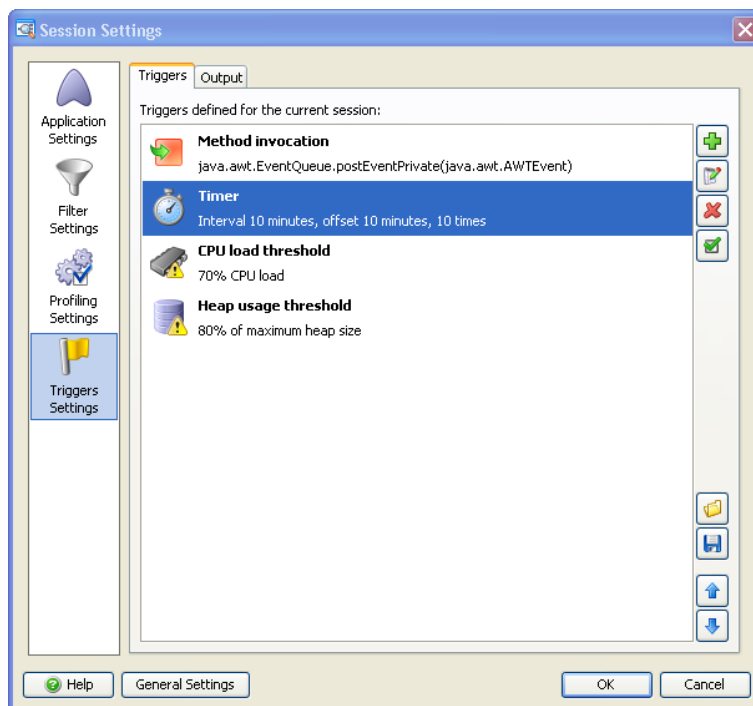 Session Settings
Application
Settings
Filter
Settings
Profiling
Settings
Triggers
Settings
Triggers
Output
Triggers defined for the current session:
Method invocation
java.awt.EventQueue.postEventPrivate(java.awt.AWTEvent)
Timer
Interval 10 minutes, offset 10 minutes, 10 times
CPU load threshold
70% CPU load
Heap usage threshold
80% of maximum heap size
Help
General Settings
OK
Cancel